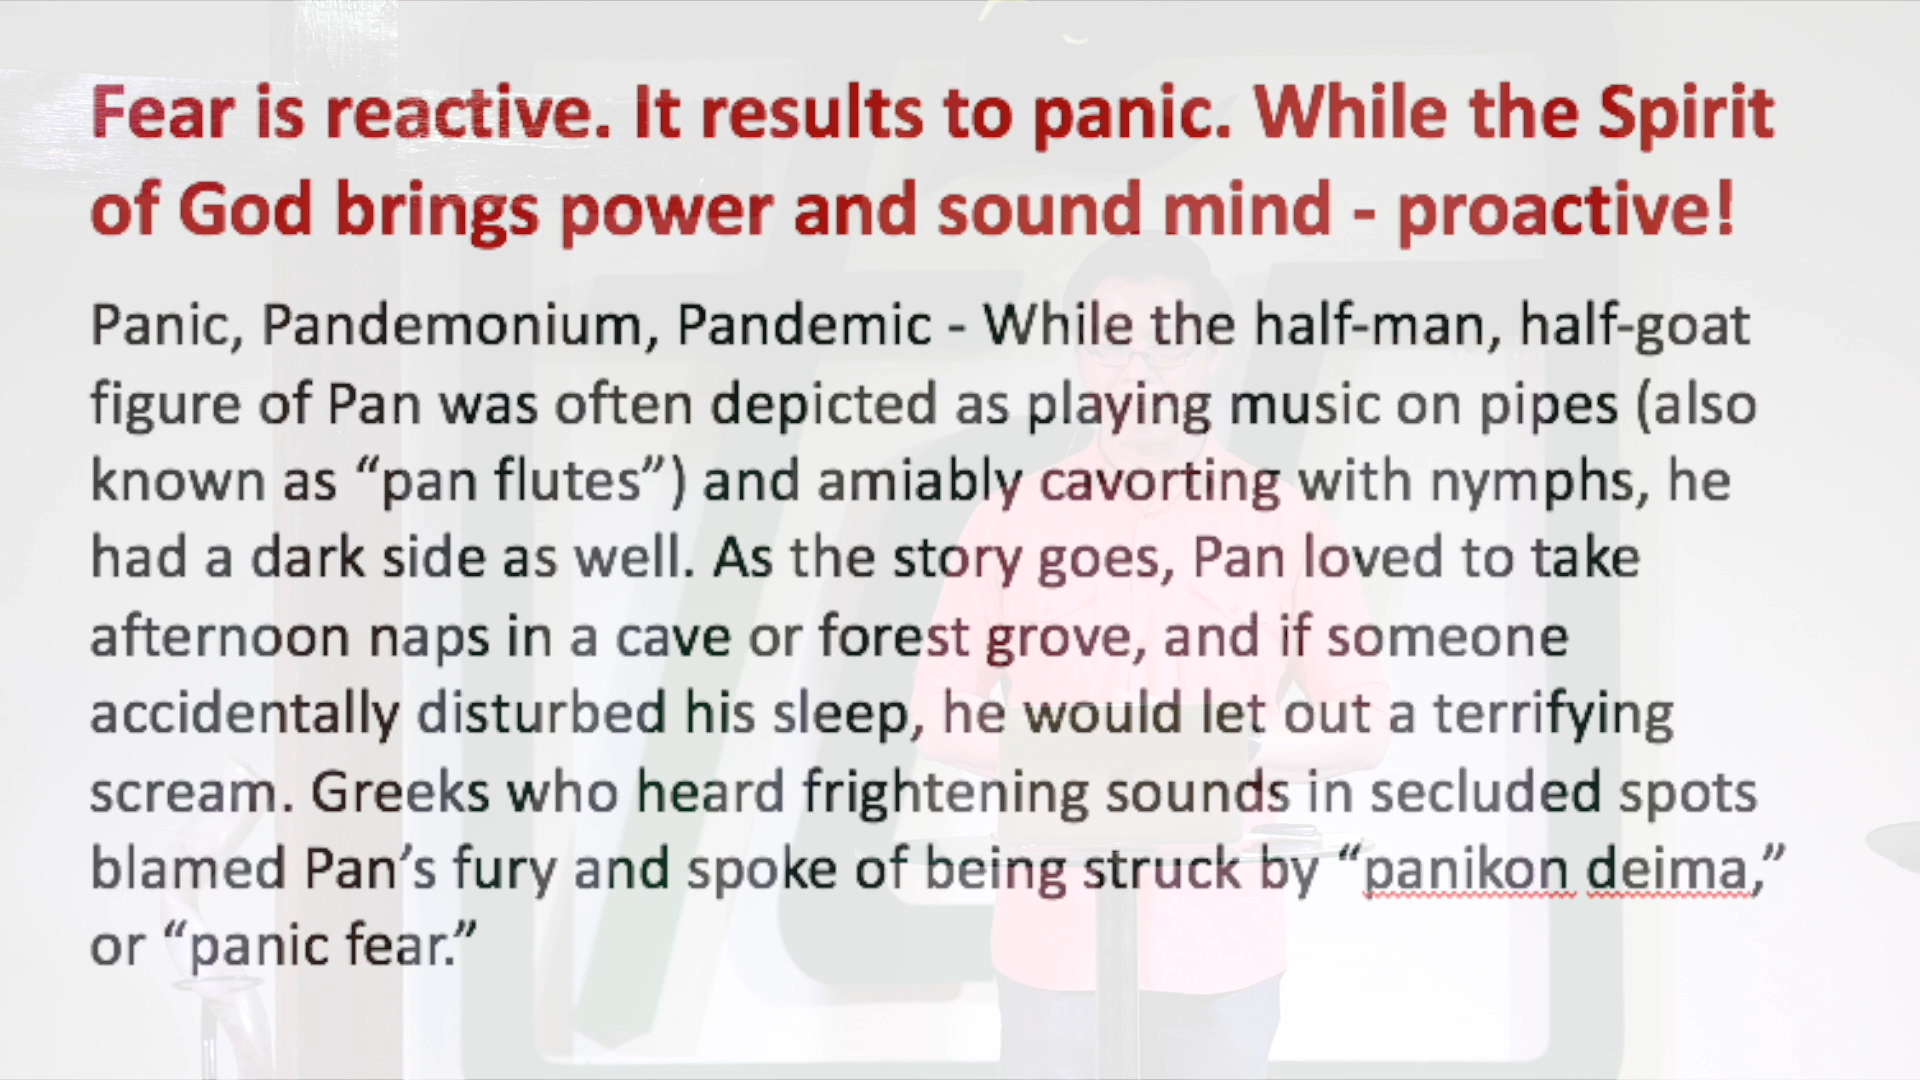 Fear is reactive. It results to panic. While the Spirit
of God brings power and sound mind - proactive!
Panic, Pandemonium, Pandemic - While the half-man, half-goat
figure of Pan was often depicted as playing music on pipes (also
known as “pan flutes”) and amiably cavorting with nymphs, he
had a dark side as well. As the story goes, Pan loved to take
afternoon naps in a cave or forest grove, and if someone
accidentally disturbed his sleep, he would let out a terrifying
scream. Greeks who heard frightening sounds in secluded spots
blamed Pan’s fury and spoke of being struck by “panikon deima,”
or “panic fear.”